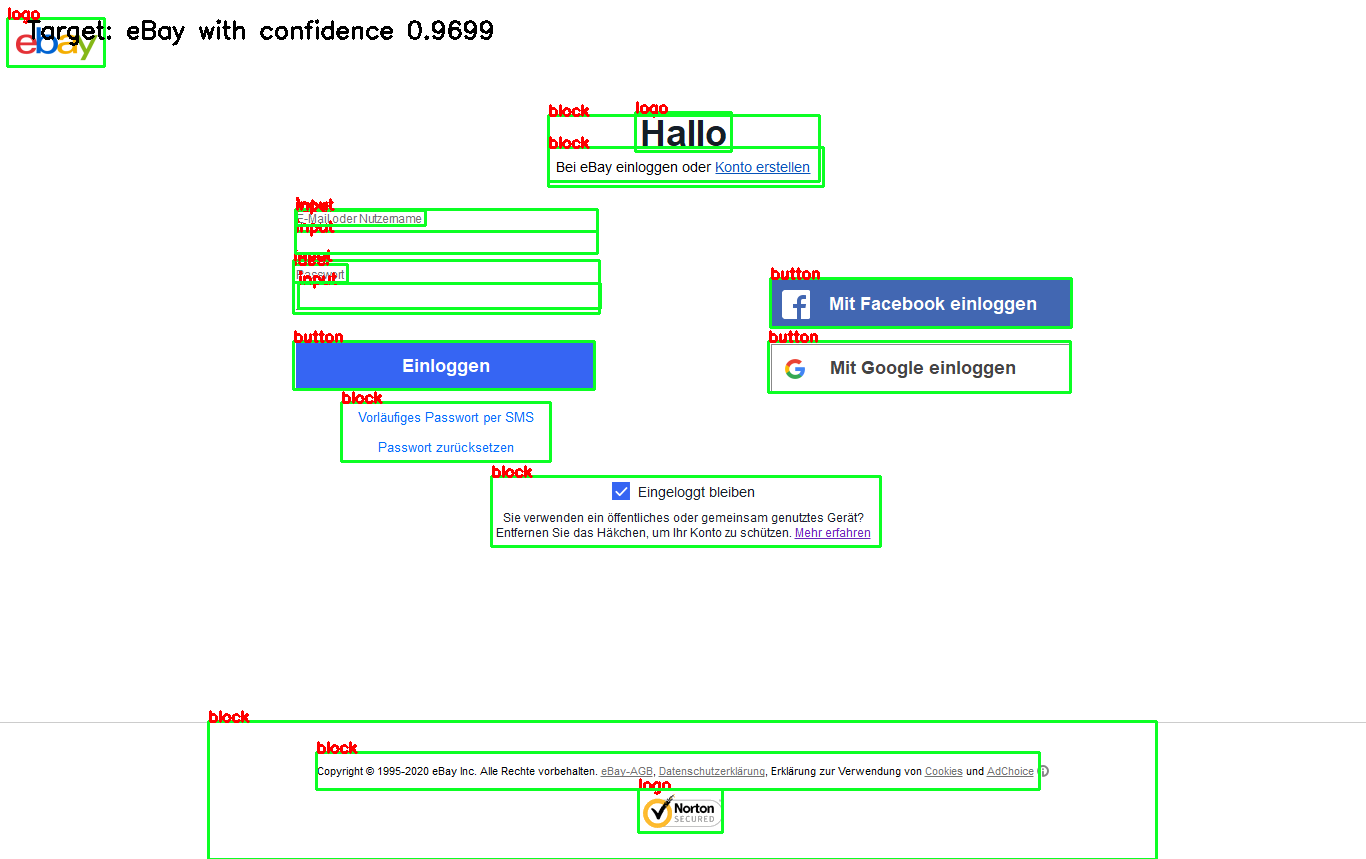 logo
Target: eBay with confidence 0.9699
ebay
block
logo
Hallo
block
Bei eBay einloggen oder Konto erstellen
input
E-Mail oder Nutzername
input
Passwort
input
button
Mit Facebook einloggen
button
Einloggen
button
Mit Google einloggen
block
Vorläufiges Passwort per SMS
Passwort zurücksetzen
block
Eingeloggt bleiben
Sie verwenden ein öffentliches oder gemeinsam genutztes Gerät?
Entfernen Sie das Häkchen, um Ihr Konto zu schützen. Mehr erfahren
block
block
Copyright © 1995-2020 eBay Inc. Alle Rechte vorbehalten. eBay-AGB, Datenschutzerklärung, Erklärung zur Verwendung von Cookies und AdChoice
logo
Norton
SECURED